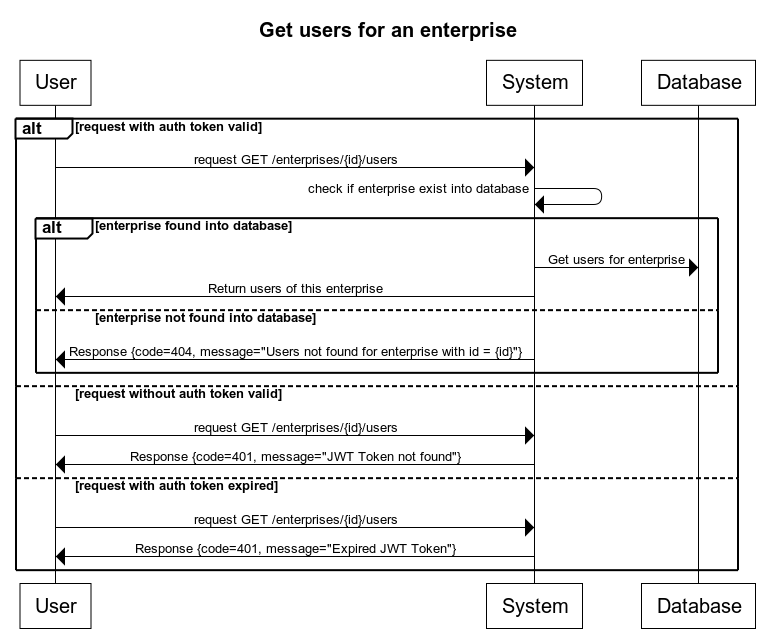 Get users for an enterprise
User System Database
alt [request with auth token valid]
request GET /enterprises/{id}/users
check if enterprise exist into database
alt [enterprise found into database]
Get users for enterprise
Return users of this enterprise
[enterprise not found into database]
Response {code=404, message="Users not found for enterprise with id = {id}"}
[request without auth token valid]
request GET /enterprises/{id}/users
Response {code=401, message="JWT Token not found"}
[request with auth token expired]
request GET /enterprises/{id}/users
Response {code=401, message="Expired JWT Token"}
User System Database